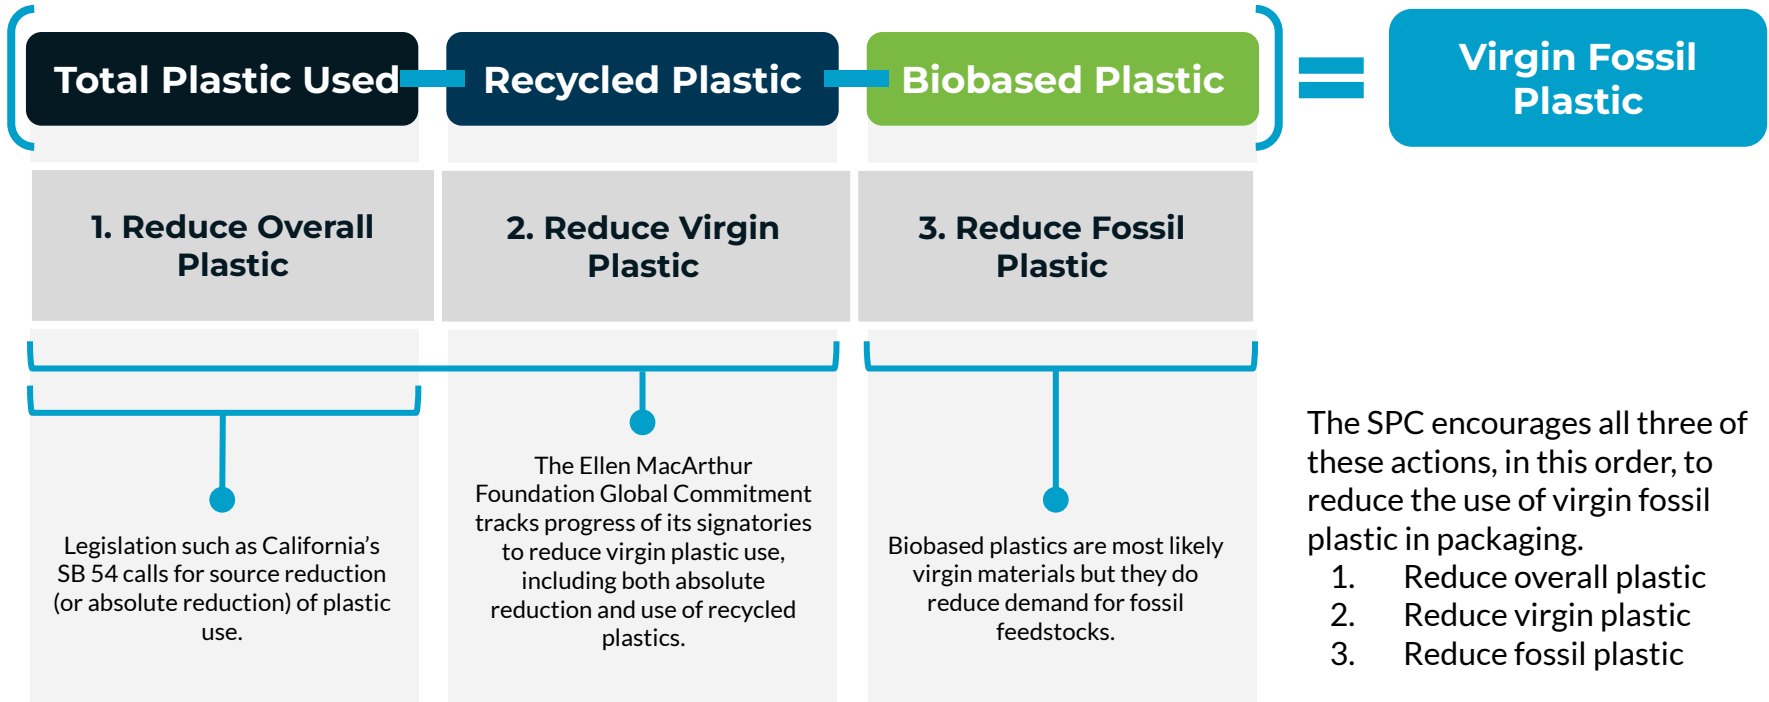 Total Plastic Used
Recycled Plastic
Biobased Plastic
Virgin Fossil
Plastic
1. Reduce Overall
Plastic
2. Reduce Virgin
Plastic
3. Reduce Fossil
Plastic
Legislation such as California’s
SB 54 calls for source reduction
(or absolute reduction) of plastic
use.
The Ellen MacArthur
Foundation Global Commitment
tracks progress of its signatories
to reduce virgin plastic use,
including both absolute
reduction and use of recycled
plastics.
Biobased plastics are most likely
virgin materials but they do
reduce demand for fossil
feedstocks.
The SPC encourages all three of
these actions, in this order, to
reduce the use of virgin fossil
plastic in packaging.
1. Reduce overall plastic
2. Reduce virgin plastic
3. Reduce fossil plastic